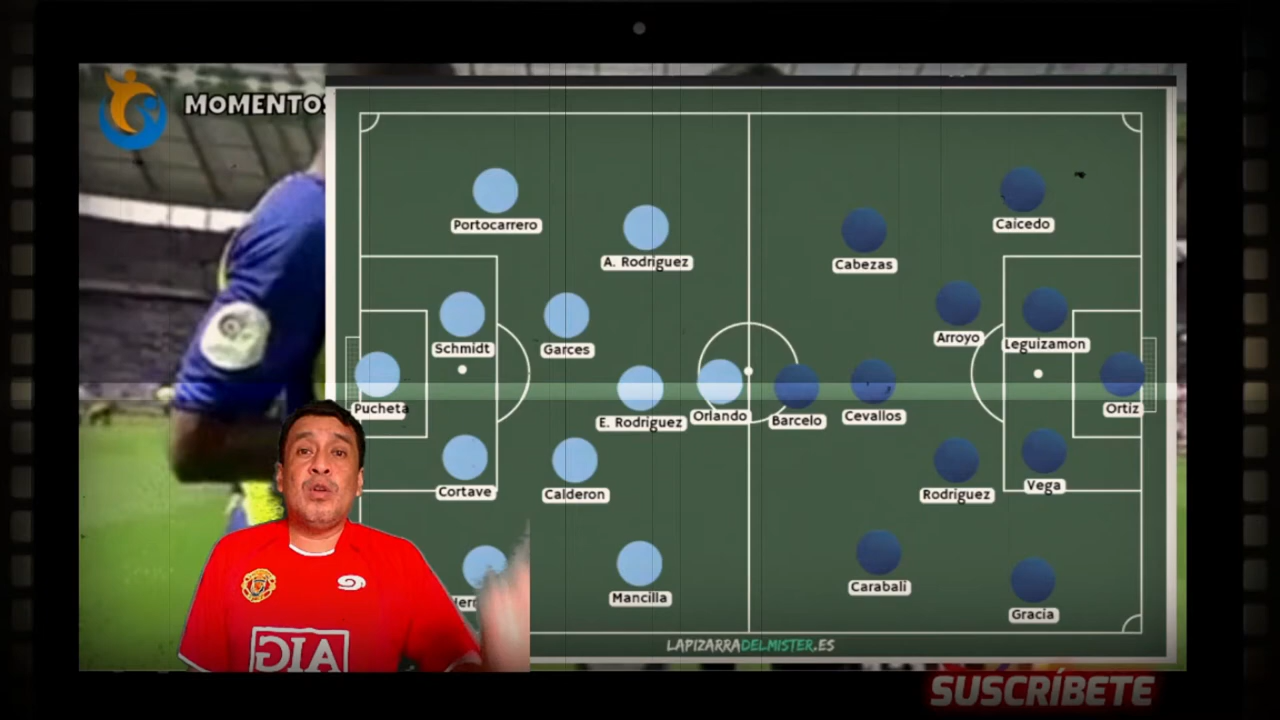 MOMENTOS
Portocarrero
A. Rodriguez
Cabezas
Caicedo
Schmidt
Garces
Arroyo
Leguizamon
Pucheta
E. Rodriguez
Orlando
Barcelo
Cevallos
Ortiz
Cortave
Calderon
Rodriguez
Vega
Mancilla
Carabali
Gracia
LAPIZARRADELMISTER.ES
AIG
SUSCRÍBETE